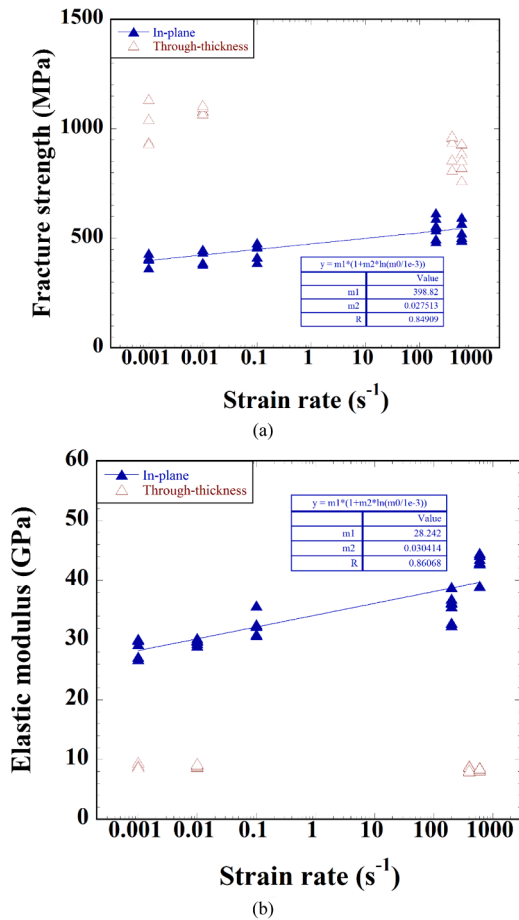 1500
In-plane
Through-thickness
1000
500
0
Fracture strength (MPa)
y = m1*(1+m2*ln(m0/1e-3))
Value
m1 398.82
m2 0.027513
R 0.84909
0.001 0.01 0.1 1 10 100 1000
Strain rate (s⁻¹)
(a)
60
In-plane
Through-thickness
50
40
30
20
10
0
Elastic modulus (GPa)
y = m1*(1+m2*ln(m0/1e-3))
Value
m1 28.242
m2 0.030414
R 0.86068
0.001 0.01 0.1 1 10 100 1000
Strain rate (s⁻¹)
(b)